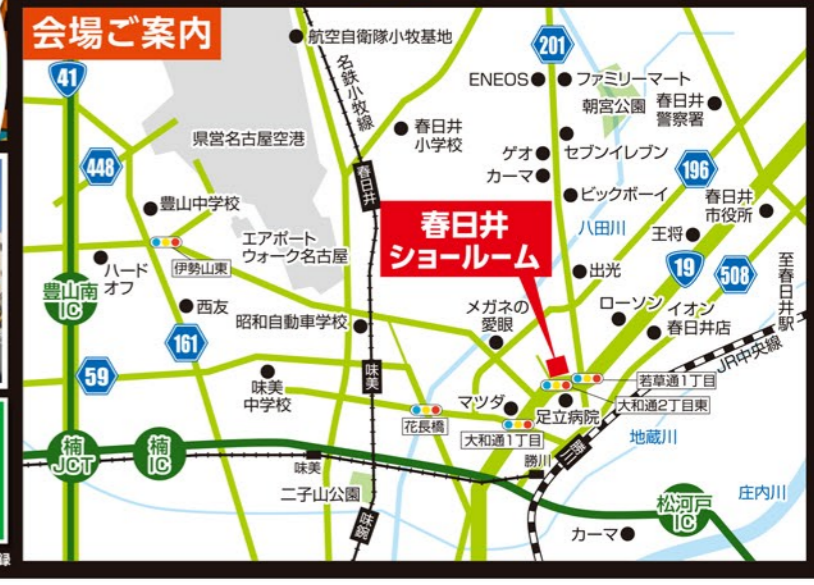 会場ご案内
41
航空自衛隊小牧基地
名鉄小牧線
201
ENEOS
ファミリーマート
朝宮公園
春日井
警察署
県営名古屋空港
春日井
小学校
セブンイレブン
ゲオ
カーマ
448
196
春日井
ビックボーイ
春日井
市役所
豊山中学校
春日井
ショールーム
八田川
王将
エアポート
ウォーク名古屋
伊勢山東
ハード
オフ
出光
19
508
至春日井駅
豊山南
IC
西友
昭和自動車学校
メガネの
愛眼
ローソン
イオン
春日井店
161
JR中央線
59
味美
中学校
味美
若草通1丁目
マツダ
大和通2丁目東
足立病院
花長橋
大和通1丁目
地蔵川
楠
JCT
楠
IC
味美
勝川
勝川
二子山公園
味鋺
松河戸
IC
庄内川
カーマ
録